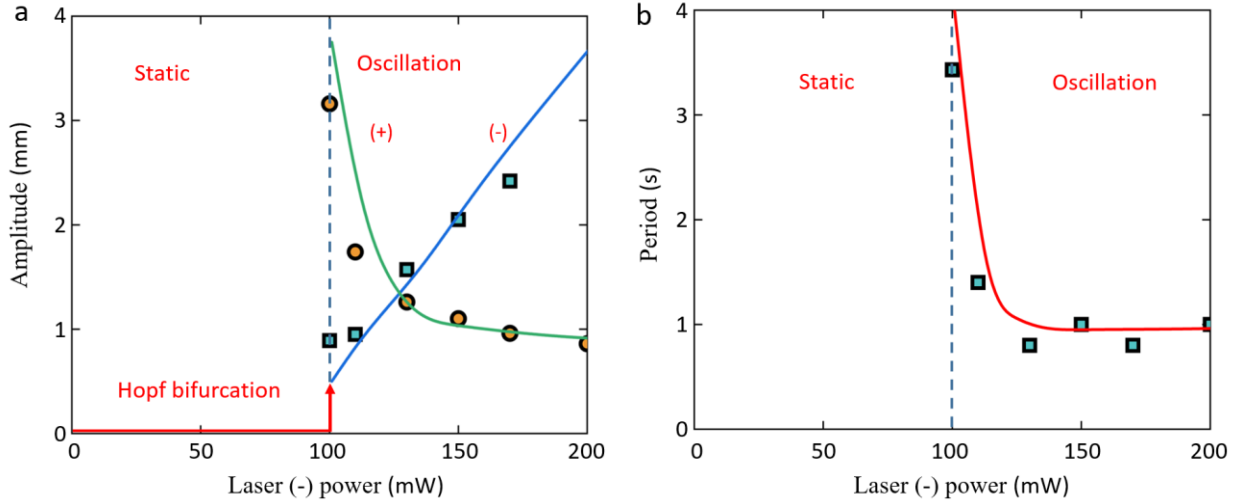 a
4
3
2
1
0
Amplitude (mm)
Static
Oscillation
(+)
(-)
Hopf bifurcation
0
50
100
150
200
Laser (-) power (mW)
b
4
3
2
1
0
Period (s)
Static
Oscillation
0
50
100
150
200
Laser (-) power (mW)